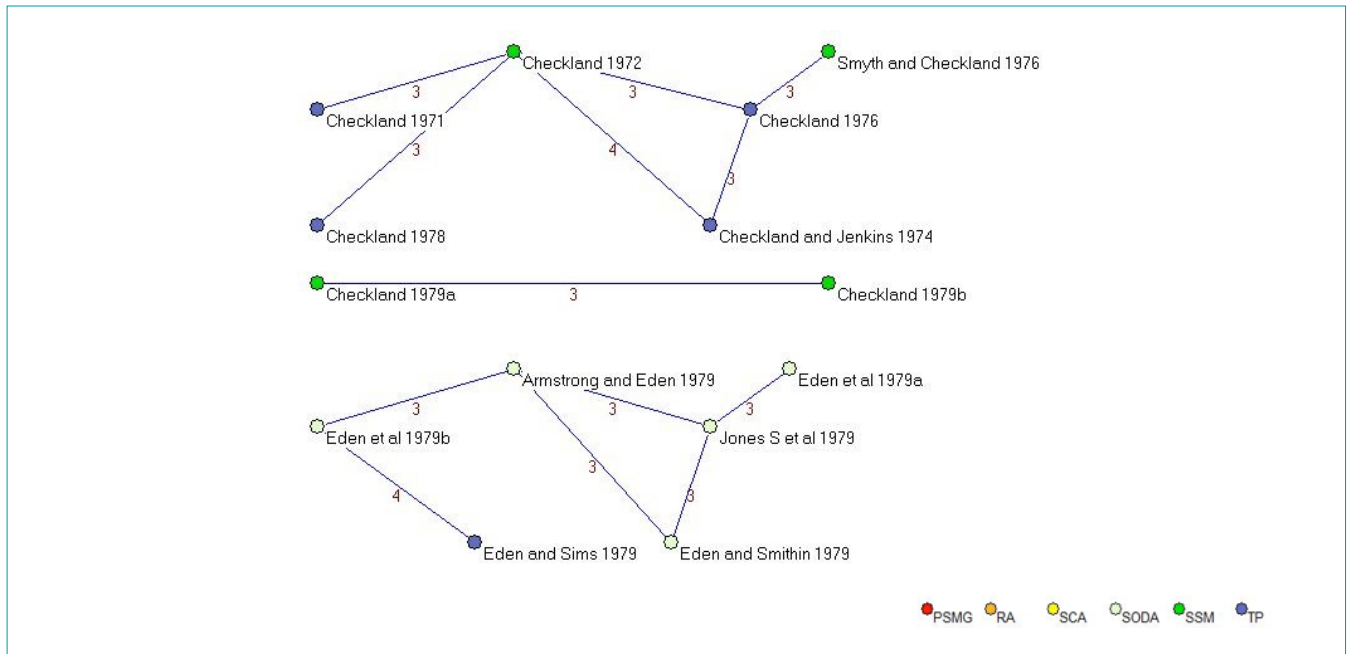 Checkland 1972
Smyth and Checkland 1976
3
3
3
Checkland 1971
Checkland 1976
3
4
3
Checkland 1978
Checkland and Jenkins 1974
Checkland 1979a
3
Checkland 1979b
Armstrong and Eden 1979
Eden et al 1979a
3
3
3
Eden et al 1979b
Jones S et al 1979
3
4
3
Eden and Sims 1979
Eden and Smithin 1979
PSMG RA SCA SODA SSM TP